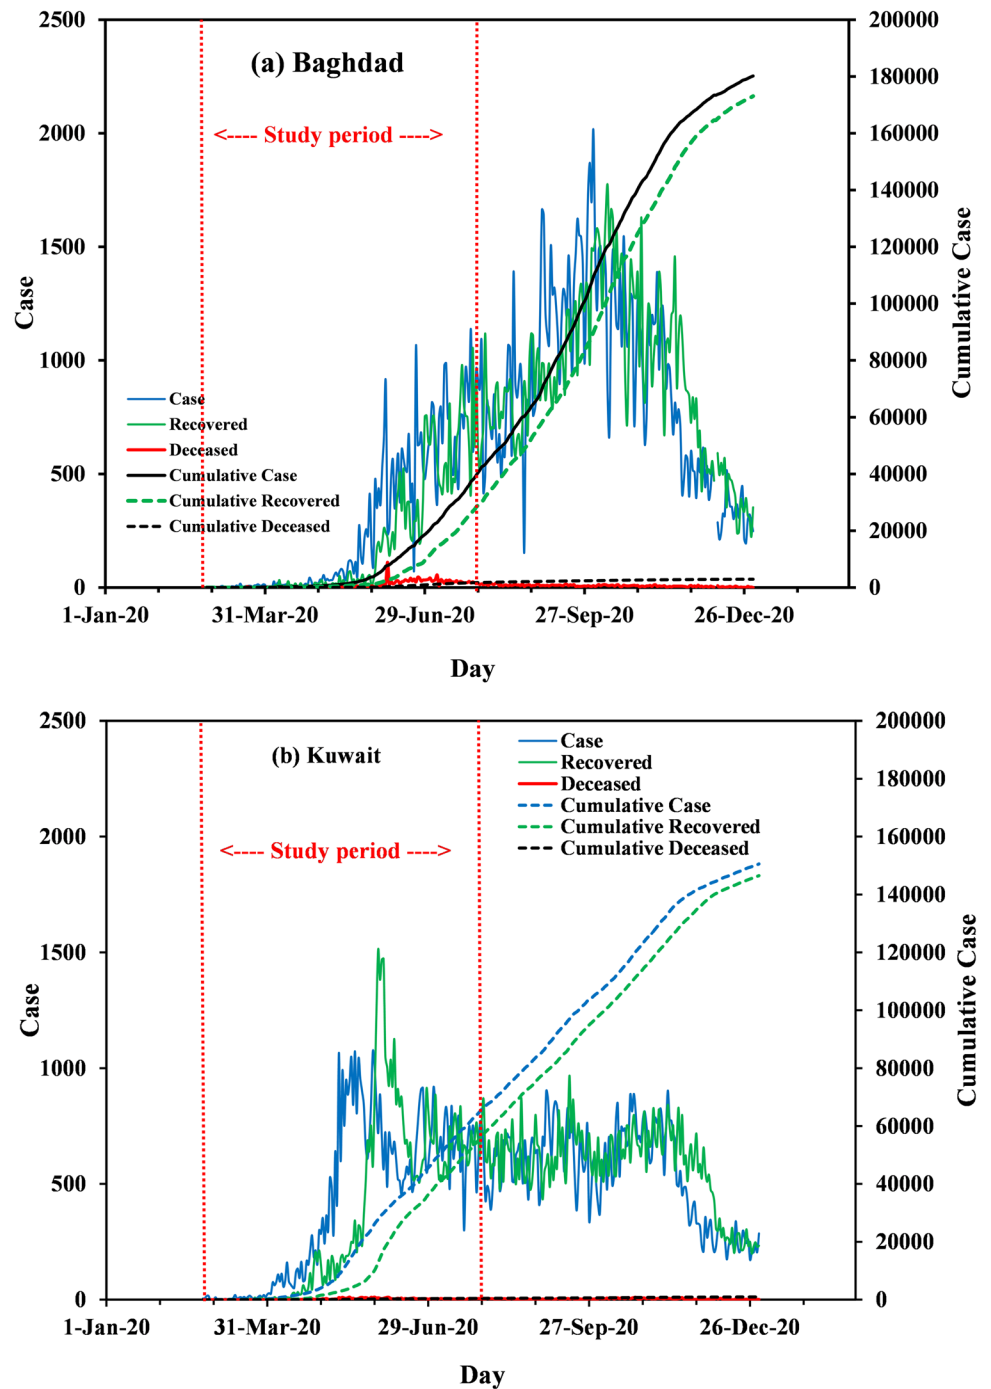 2500
2000
1500
1000
500
0
Case
(a) Baghdad
<---- Study period ---->
Case
Recovered
Deceased
Cumulative Case
Cumulative Recovered
Cumulative Deceased
200000
180000
160000
140000
120000
100000
80000
60000
40000
20000
0
Cumulative Case
1-Jan-20 31-Mar-20 29-Jun-20 27-Sep-20 26-Dec-20
Day
2500
2000
1500
1000
500
0
Case
(b) Kuwait
<---- Study period ---->
Case
Recovered
Deceased
Cumulative Case
Cumulative Recovered
Cumulative Deceased
200000
180000
160000
140000
120000
100000
80000
60000
40000
20000
0
Cumulative Case
1-Jan-20 31-Mar-20 29-Jun-20 27-Sep-20 26-Dec-20
Day